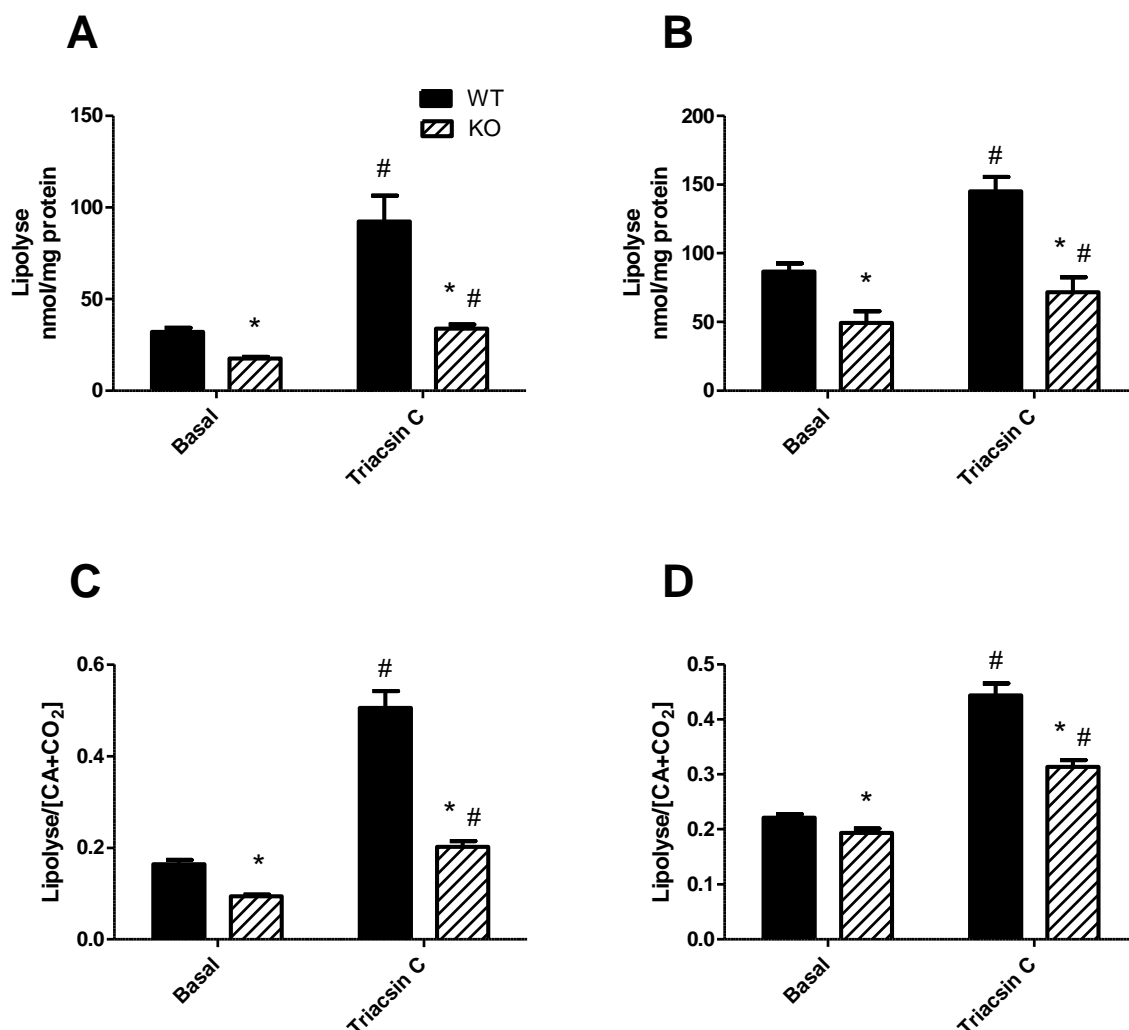 A
B
WT
KO
Lipolyse
nmol/mg protein
150
100
50
0
#
*
* #
Basal
Triacsin C
Lipolyse
nmol/mg protein
200
150
100
50
0
#
*
* #
Basal
Triacsin C
C
D
Lipolyse/[CA+CO₂]
0.6
0.4
0.2
0.0
#
*
* #
Basal
Triacsin C
Lipolyse/[CA+CO₂]
0.5
0.4
0.3
0.2
0.1
0.0
#
*
* #
Basal
Triacsin C